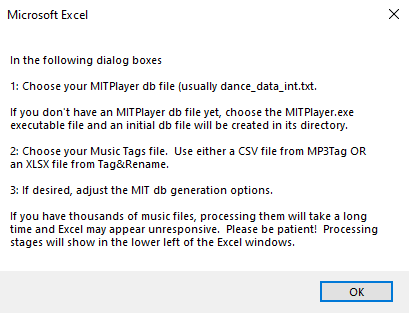 Microsoft Excel
In the following dialog boxes
1: Choose your MITPlayer db file (usually dance_data_int.txt.
If you don't have an MITPlayer db file yet, choose the MITPlayer.exe
executable file and an initial db file will be created in its directory.
2: Choose your Music Tags file.  Use either a CSV file from MP3Tag OR
an XLSX file from Tag&Rename.
3: If desired, adjust the MIT db generation options.
If you have thousands of music files, processing them will take a long
time and Excel may appear unresponsive.  Please be patient!  Processing
stages will show in the lower left of the Excel windows.
OK